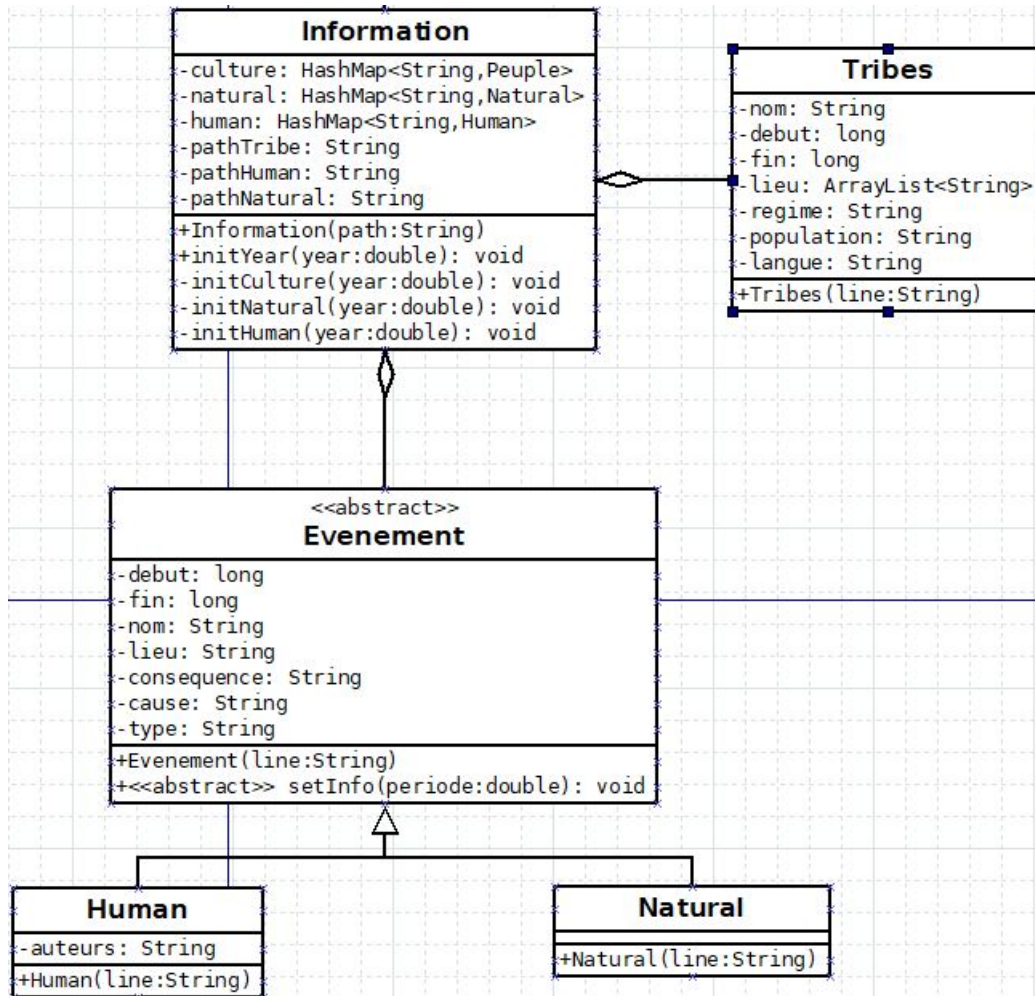 Information
-culture: HashMap<String,Peuple>
-natural: HashMap<String,Natural>
-human: HashMap<String,Human>
-pathTribe: String
-pathHuman: String
-pathNatural: String
+Information(path:String)
+initYear(year:double): void
-initCulture(year:double): void
-initNatural(year:double): void
-initHuman(year:double): void
Tribes
-nom: String
-debut: long
-fin: long
-lieu: ArrayList<String>
-regime: String
-population: String
-langue: String
+Tribes(line:String)
<<abstract>>
Evenement
-debut: long
-fin: long
-nom: String
-lieu: String
-consequence: String
-cause: String
-type: String
+Evenement(line:String)
+<<abstract>> setInfo(periode:double): void
Human
-auteurs: String
+Human(line:String)
Natural
+Natural(line:String)